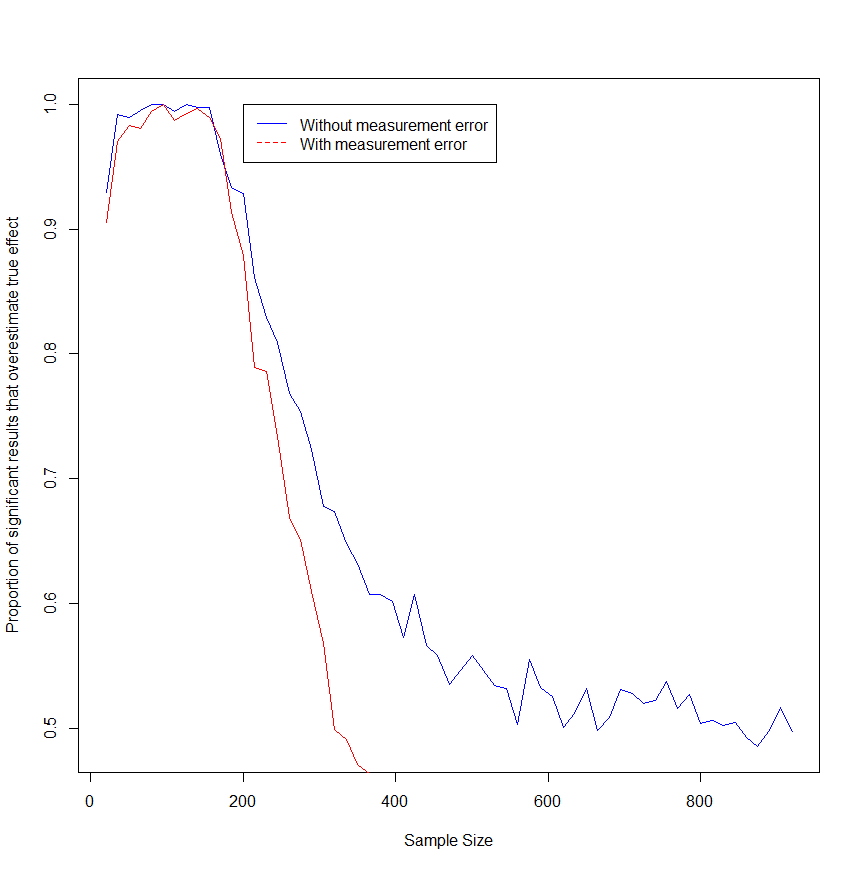 Proportion of significant results that overestimate true effect
1.0
0.9
0.8
0.7
0.6
0.5
Without measurement error
With measurement error
0 200 400 600 800
Sample Size